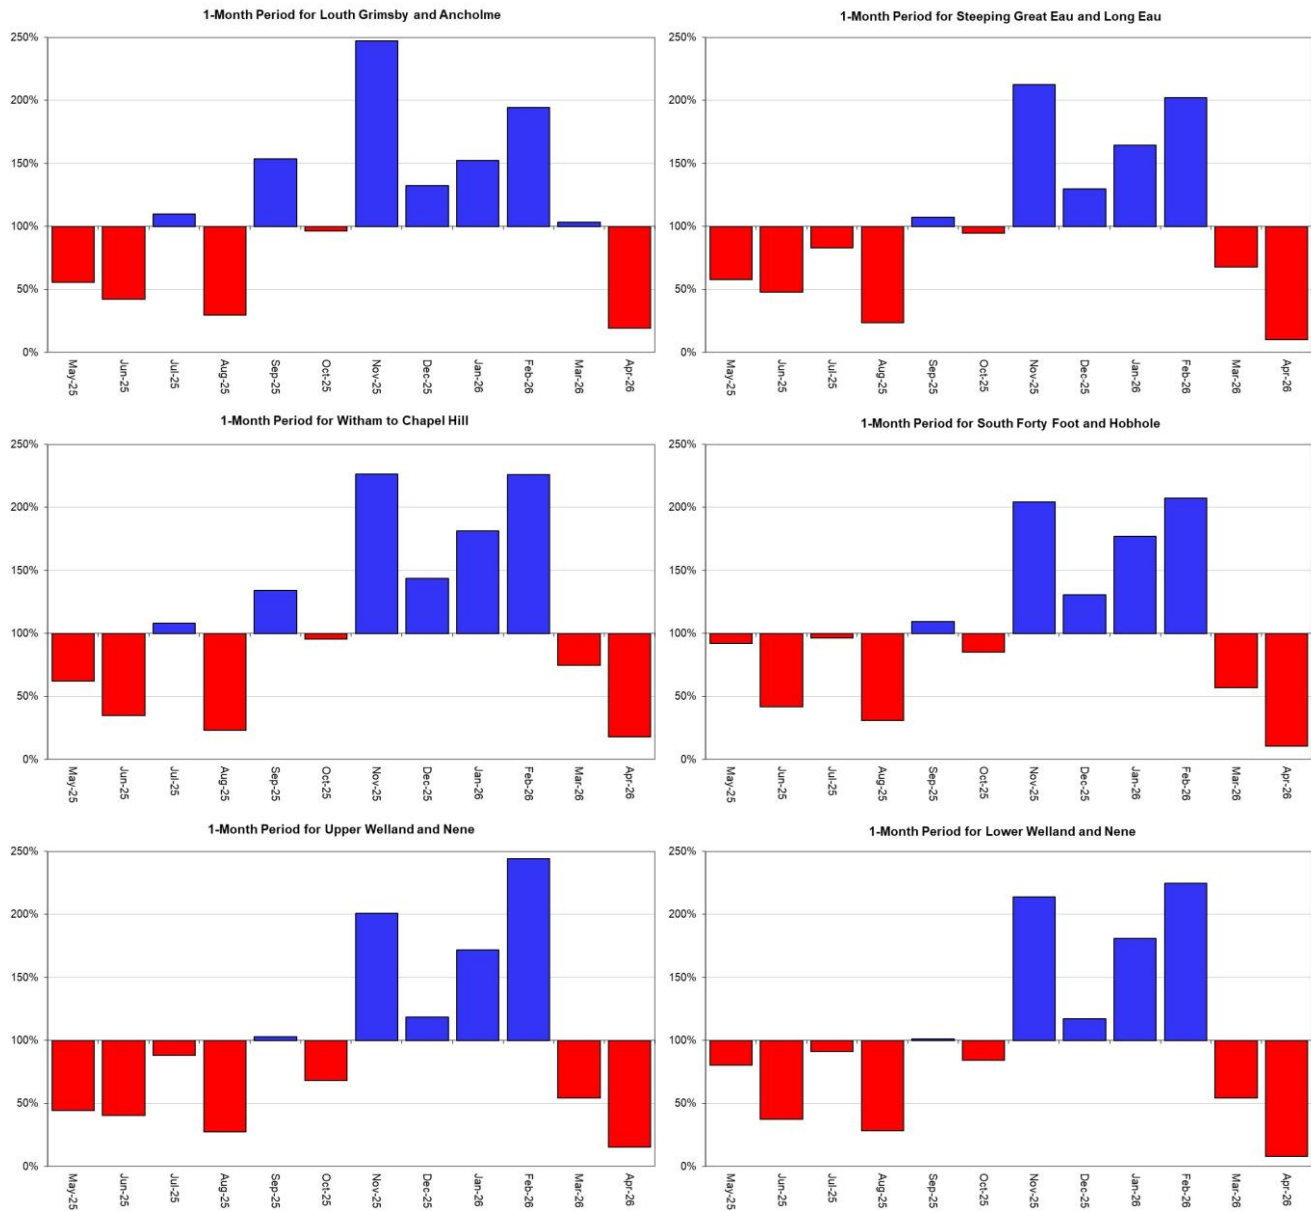 1-Month Period for Louth Grimsby and Ancholme
250%
200%
150%
100%
50%
0%
May-25
Jun-25
Jul-25
Aug-25
Sep-25
Oct-25
Nov-25
Dec-25
Jan-26
Feb-26
Mar-26
Apr-26
1-Month Period for Steeping Great Eau and Long Eau
250%
200%
150%
100%
50%
0%
May-25
Jun-25
Jul-25
Aug-25
Sep-25
Oct-25
Nov-25
Dec-25
Jan-26
Feb-26
Mar-26
Apr-26
1-Month Period for Witham to Chapel Hill
250%
200%
150%
100%
50%
0%
May-25
Jun-25
Jul-25
Aug-25
Sep-25
Oct-25
Nov-25
Dec-25
Jan-26
Feb-26
Mar-26
Apr-26
1-Month Period for South Forty Foot and Hobhole
250%
200%
150%
100%
50%
0%
May-25
Jun-25
Jul-25
Aug-25
Sep-25
Oct-25
Nov-25
Dec-25
Jan-26
Feb-26
Mar-26
Apr-26
1-Month Period for Upper Welland and Nene
250%
200%
150%
100%
50%
0%
May-25
Jun-25
Jul-25
Aug-25
Sep-25
Oct-25
Nov-25
Dec-25
Jan-26
Feb-26
Mar-26
Apr-26
1-Month Period for Lower Welland and Nene
250%
200%
150%
100%
50%
0%
May-25
Jun-25
Jul-25
Aug-25
Sep-25
Oct-25
Nov-25
Dec-25
Jan-26
Feb-26
Mar-26
Apr-26